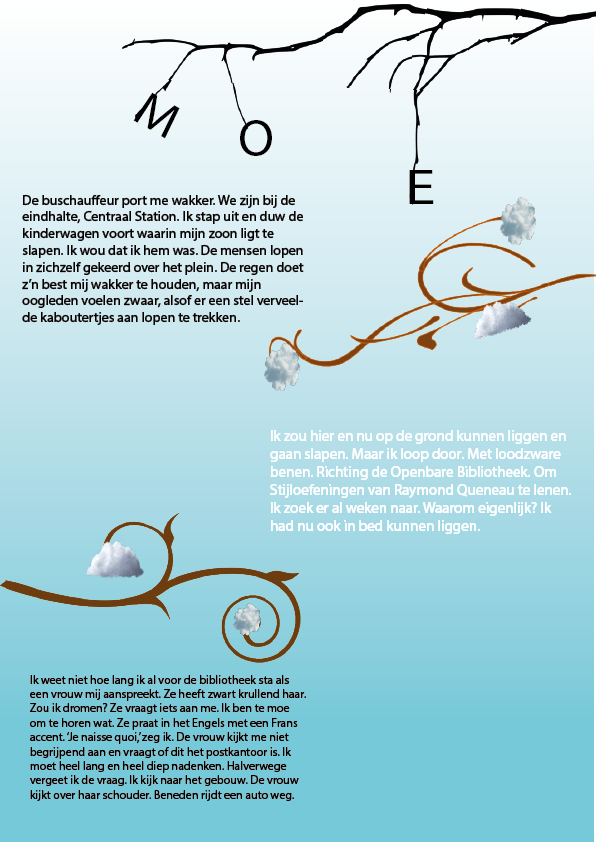 MOE
De buschauffeur port me wakker. We zijn bij de
eindhalte, Centraal Station. Ik stap uit en duw de
kinderwagen voort waarin mijn zoon ligt te
slapen. Ik wou dat ik hem was. De mensen lopen
in zichzelf gekeerd over het plein. De regen doet
z’n best mij wakker te houden, maar mijn
oogleden voelen zwaar, alsof er een stel verveel-
de kaboutertjes aan lopen te trekken.
Ik zou hier en nu op de grond kunnen liggen en
gaan slapen. Maar ik loop door. Met loodzware
benen. Richting de Openbare Bibliotheek. Om
Stijloefeningen van Raymond Queneau te lenen.
Ik zoek er al weken naar. Waarom eigenlijk? Ik
had nu ook in bed kunnen liggen.
Ik weet niet hoe lang ik al voor de bibliotheek sta als
een vrouw mij aanspreekt. Ze heeft zwart krullend haar.
Zou ik dromen? Ze vraagt iets aan me. Ik ben te moe
om te horen wat. Ze praat in het Engels met een Frans
accent. ‘Je naisse quoi,’ zeg ik. De vrouw kijkt me niet
begrijpend aan en vraagt of dit het postkantoor is. Ik
moet heel lang en heel diep nadenken. Halverwege
vergeet ik de vraag. Ik kijk naar het gebouw. De vrouw
kijkt over haar schouder. Beneden rijdt een auto weg.